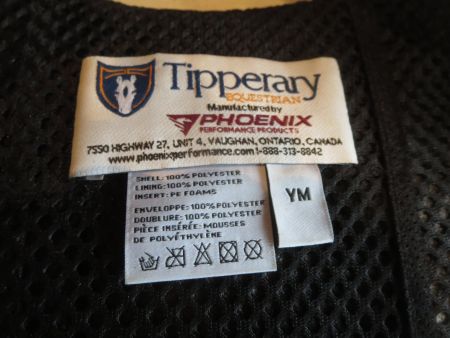 Tipperary
EQUESTRIAN
Manufactured by
PHOENIX
PERFORMANCE PRODUCTS
7550 HIGHWAY 27, UNIT 4, VAUGHAN, ONTARIO, CANADA
www.phoenixperformance.com 1-888-313-8842
SHELL: 100% POLYESTER
LINING: 100% POLYESTER
INSERT: PE FOAMS
ENVELOPPE: 100% POLYESTER
DOUBLURE: 100% POLYESTER
PIÈCE INSÉRÉE: MOUSSES
DE POLYÉTHYLÈNE
YM